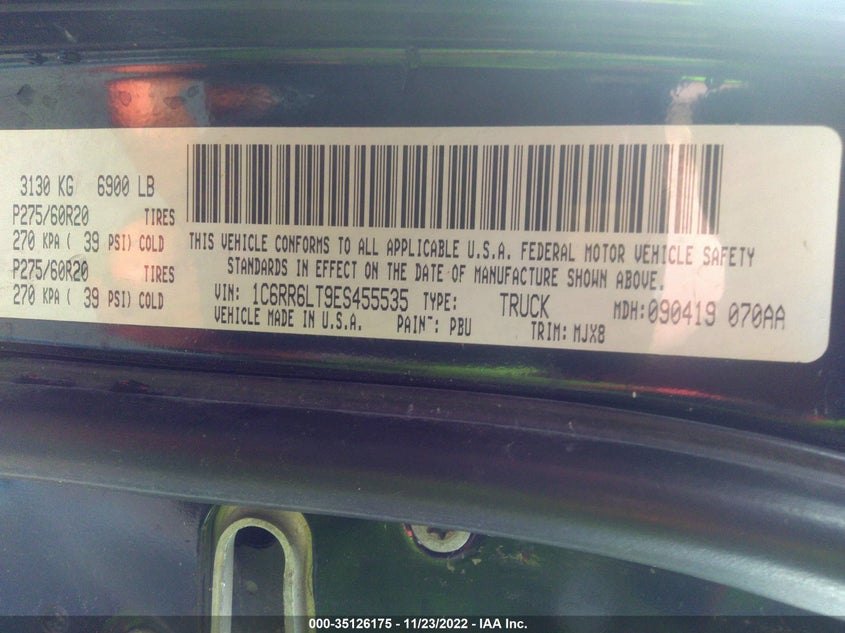 3130 KG 6900 LB
P275/60R20 TIRES
270 KPA ( 39 PSI) COLD
P275/60R20 TIRES
270 KPA ( 39 PSI) COLD
THIS VEHICLE CONFORMS TO ALL APPLICABLE U.S.A. FEDERAL MOTOR VEHICLE SAFETY
STANDARDS IN EFFECT ON THE DATE OF MANUFACTURE SHOWN ABOVE.
VIN: 1C6RR6LT9ES455535 TYPE: TRUCK MDH: 090419 070AA
VEHICLE MADE IN U.S.A. PAINT: PBU TRIM: MJX8
000-35126175 - 11/23/2022 - IAA Inc.